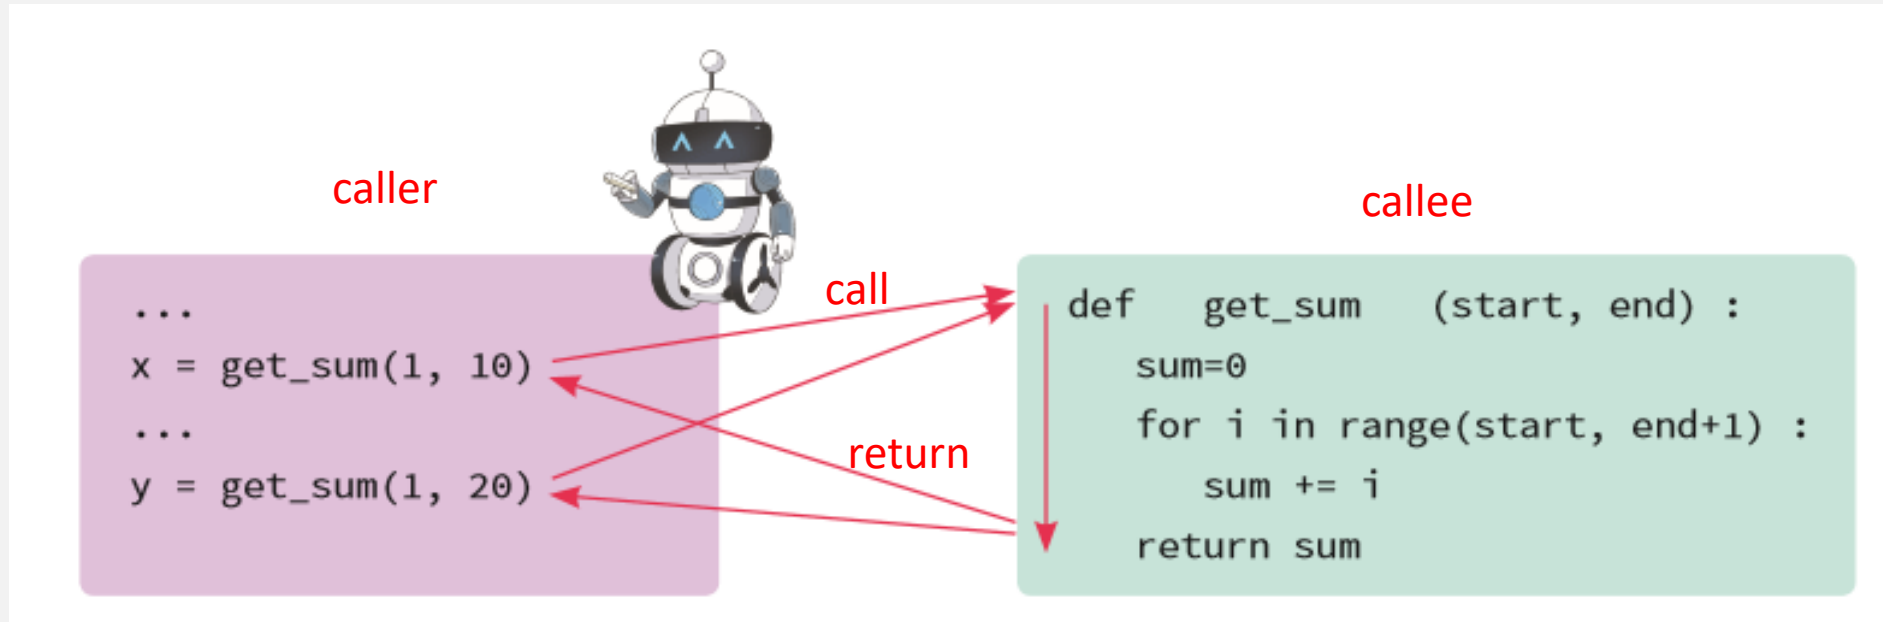 caller
...
x = get_sum(1, 10)
...
y = get_sum(1, 20)
call
return
callee
def get_sum (start, end) :
sum=0
for i in range(start, end+1) :
sum += i
return sum